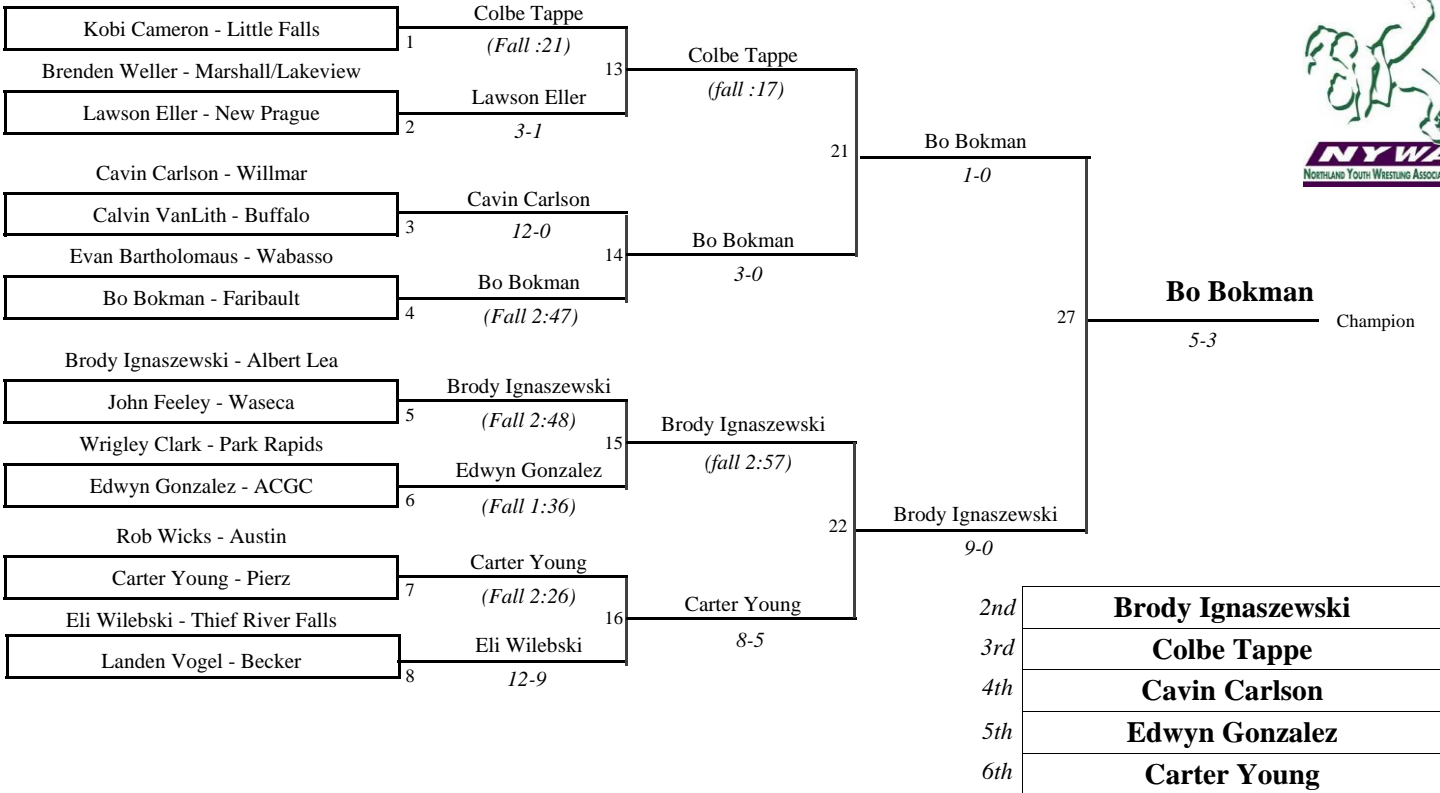 Kobi Cameron - Little Falls
1
Brenden Weller - Marshall/Lakeview
Lawson Eller - New Prague
2
Cavin Carlson - Willmar
Calvin VanLith - Buffalo
3
Evan Bartholomaus - Wabasso
Bo Bokman - Faribault
4
Brody Ignaszewski - Albert Lea
John Feeley - Waseca
5
Wrigley Clark - Park Rapids
Edwyn Gonzalez - ACGC
6
Rob Wicks - Austin
Carter Young - Pierz
7
Eli Wilebski - Thief River Falls
Landen Vogel - Becker
8
Colbe Tappe
(Fall :21)
13
Lawson Eller
3-1
Cavin Carlson
12-0
14
Bo Bokman
(Fall 2:47)
Brody Ignaszewski
(Fall 2:48)
15
Edwyn Gonzalez
(Fall 1:36)
Carter Young
(Fall 2:26)
16
Eli Wilebski
12-9
Colbe Tappe
(fall :17)
21
Bo Bokman
3-0
Brody Ignaszewski
(fall 2:57)
22
Carter Young
8-5
Bo Bokman
1-0
27
Brody Ignaszewski
9-0
Bo Bokman
Champion
5-3
NYWA
NORTHLAND YOUTH WRESTLING
2nd Brody Ignaszewski
3rd Colbe Tappe
4th Cavin Carlson
5th Edwyn Gonzalez
6th Carter Young